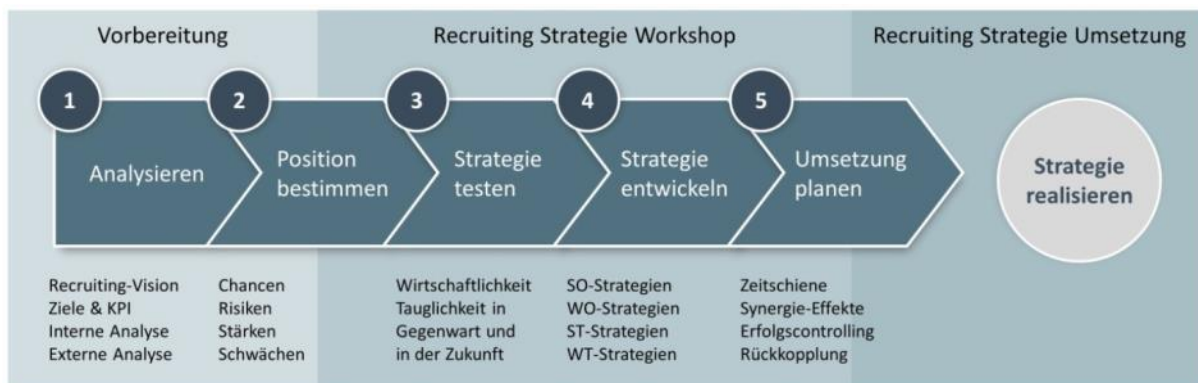 Vorbereitung
Recruiting Strategie Workshop
Recruiting Strategie Umsetzung
1
Analysieren
2
Position
bestimmen
3
Strategie
testen
4
Strategie
entwickeln
5
Umsetzung
planen
Strategie
realisieren
Recruiting-Vision
Ziele & KPI
Interne Analyse
Externe Analyse
Chancen
Risiken
Stärken
Schwächen
Wirtschaftlichkeit
Tauglichkeit in
Gegenwart und
in der Zukunft
SO-Strategien
WO-Strategien
ST-Strategien
WT-Strategien
Zeitschiene
Synergie-Effekte
Erfolgscontrolling
Rückkopplung